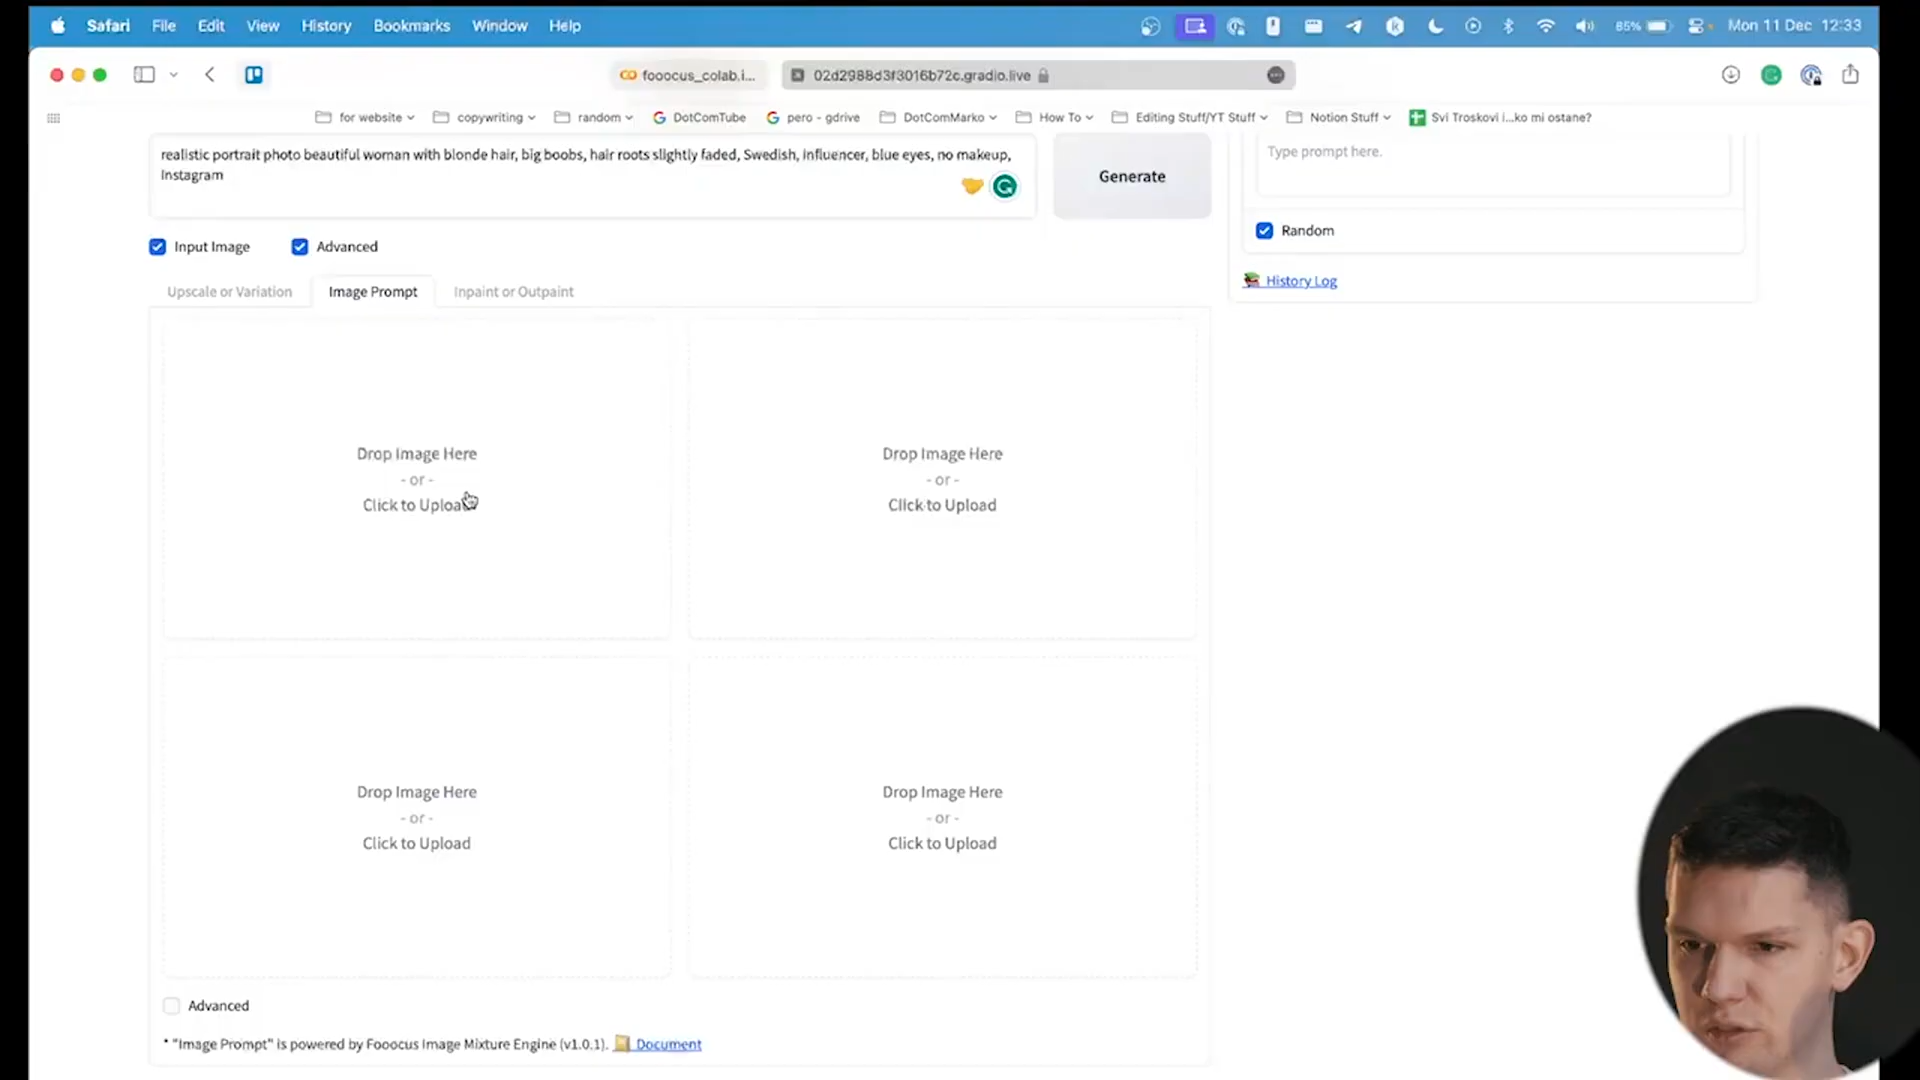 Safari File Edit View History Bookmarks Window Help 85% Mon 11 Dec 12:33
fooocus_colab.i... 02d2988d3f3016b72c.gradio.live
for website copywriting random DotComTube pero - gdrive DotComMarko How To Editing Stuff/YT Stuff Notion Stuff Svi Troskovi i...ko mi ostane?
realistic portrait photo beautiful woman with blonde hair, big boobs, hair roots slightly faded, Swedish, influencer, blue eyes, no makeup,
instagram
Generate
Type prompt here.
Random
History Log
Input Image Advanced
Upscale or Variation Image Prompt Inpaint or Outpaint
Drop Image Here
- or -
Click to Upload
Drop Image Here
- or -
Click to Upload
Drop Image Here
- or -
Click to Upload
Drop Image Here
- or -
Click to Upload
Advanced
* "Image Prompt" is powered by Fooocus Image Mixture Engine (v1.0.1). Document